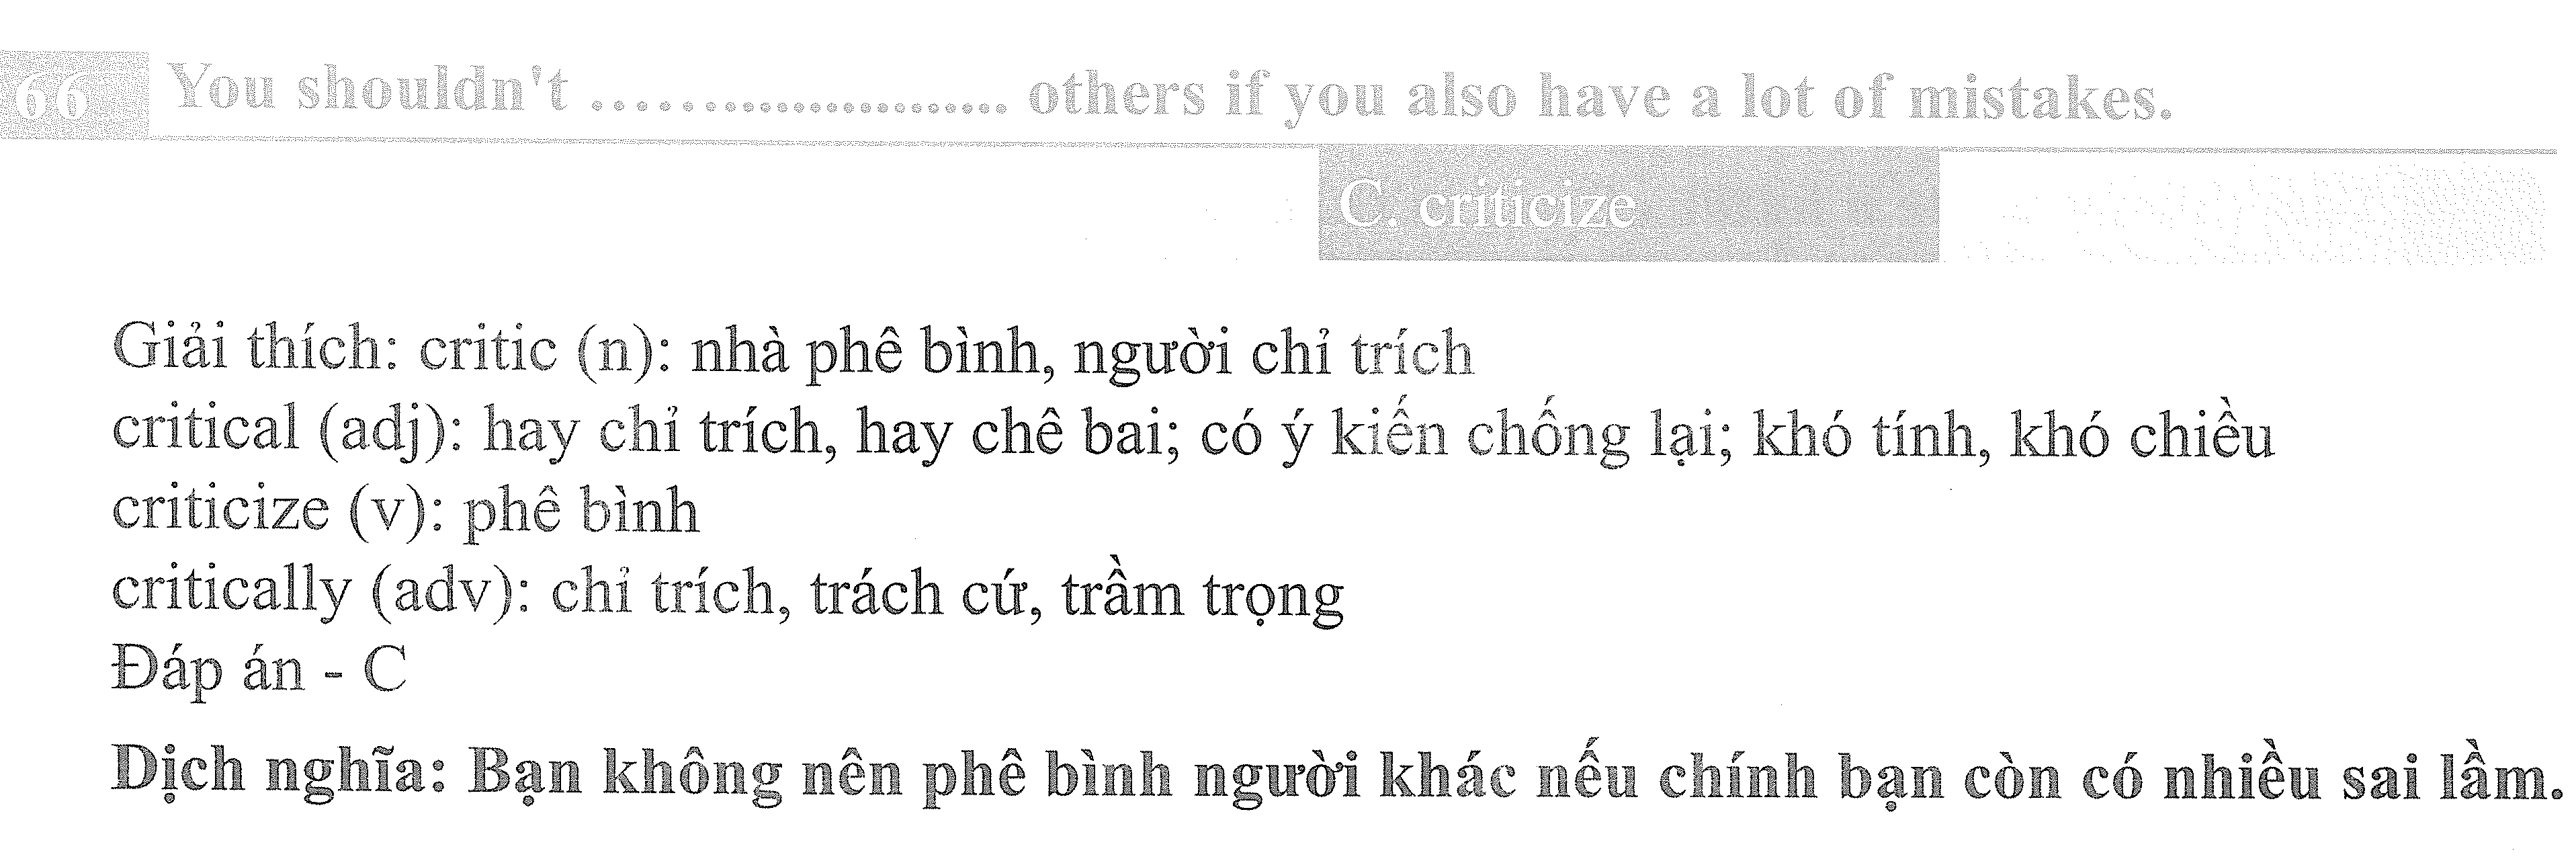 66 You shouldn't ........................ others if you also have a lot of mistakes.
C. criticize
Giải thích: critic (n): nhà phê bình, người chỉ trích
critical (adj): hay chỉ trích, hay chê bai; có ý kiến chống lại; khó tính, khó chiều
criticize (v): phê bình
critically (adv): chỉ trích, trách cứ, trầm trọng
Đáp án - C
Dịch nghĩa: Bạn không nên phê bình người khác nếu chính bạn còn có nhiều sai lầm.